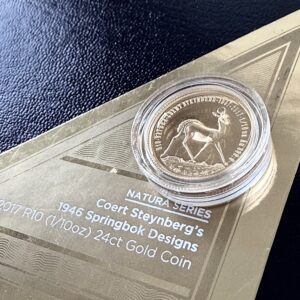 NATURA SERIES
Coert Steynberg's
1946 Springbok Designs
2017 R10 (1/10oz) 24ct Gold Coin